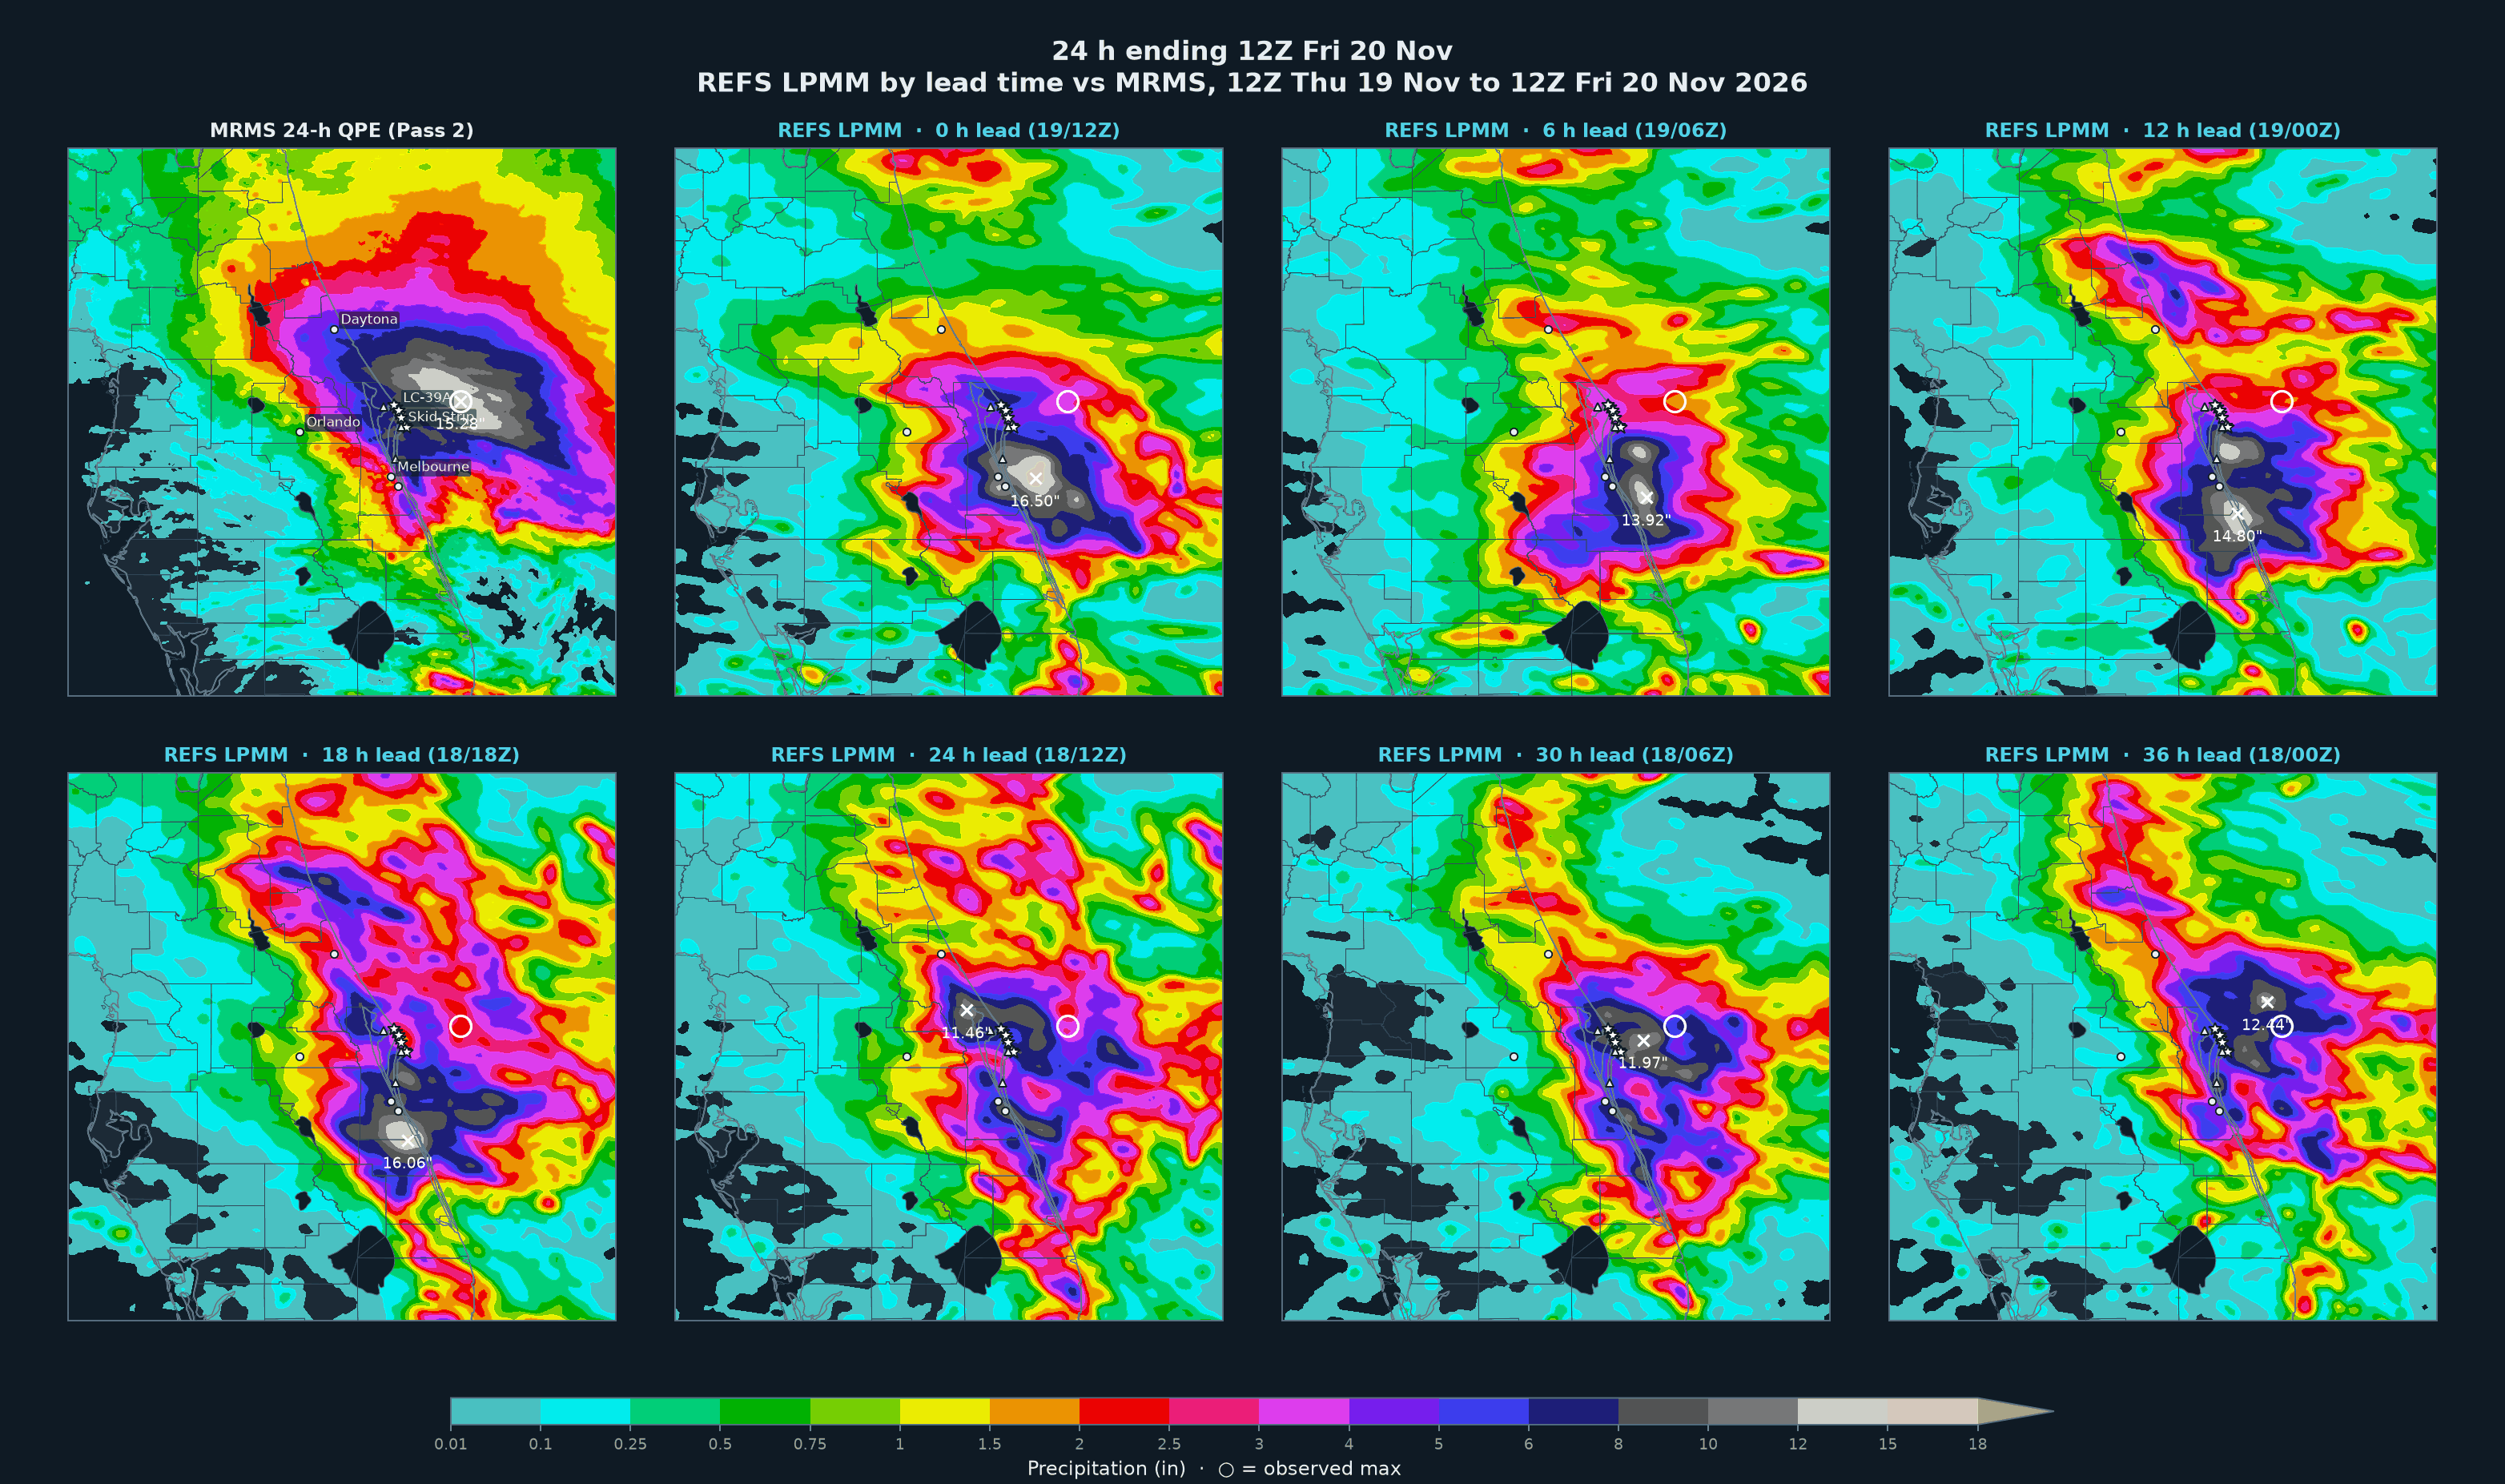 24 h ending 12Z Fri 20 Nov
REFS LPMM by lead time vs MRMS, 12Z Thu 19 Nov to 12Z Fri 20 Nov 2026
MRMS 24-h QPE (Pass 2)
REFS LPMM · 0 h lead (19/12Z)
REFS LPMM · 6 h lead (19/06Z)
REFS LPMM · 12 h lead (19/00Z)
Daytona
LC-39A
Skid Strip
15.28"
Orlando
Melbourne
16.50"
13.92"
14.80"
REFS LPMM · 18 h lead (18/18Z)
REFS LPMM · 24 h lead (18/12Z)
REFS LPMM · 30 h lead (18/06Z)
REFS LPMM · 36 h lead (18/00Z)
16.06"
11.46"
11.97"
12.44"
0.01 0.1 0.25 0.5 0.75 1 1.5 2 2.5 3 4 5 6 8 10 12 15 18
Precipitation (in) · ○ = observed max